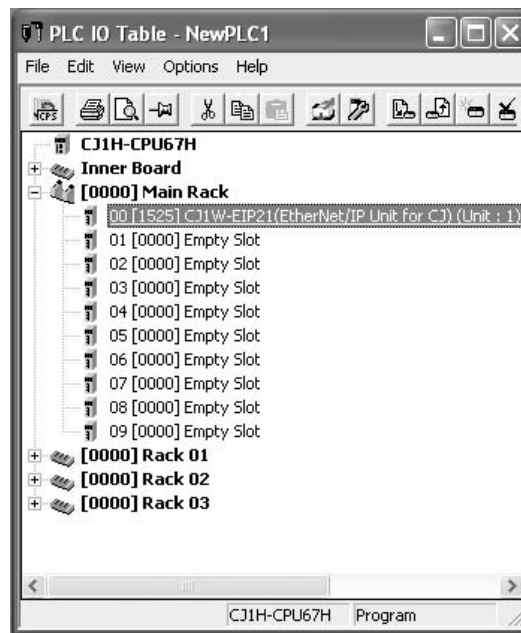 PLC IO Table - NewPLC1
File Edit View Options Help
CPS
CJ1H-CPU67H
Inner Board
[0000] Main Rack
00 [1525] CJ1W-EIP21(EtherNet/IP Unit for CJ) (Unit : 1)
01 [0000] Empty Slot
02 [0000] Empty Slot
03 [0000] Empty Slot
04 [0000] Empty Slot
05 [0000] Empty Slot
06 [0000] Empty Slot
07 [0000] Empty Slot
08 [0000] Empty Slot
09 [0000] Empty Slot
[0000] Rack 01
[0000] Rack 02
[0000] Rack 03
CJ1H-CPU67H Program